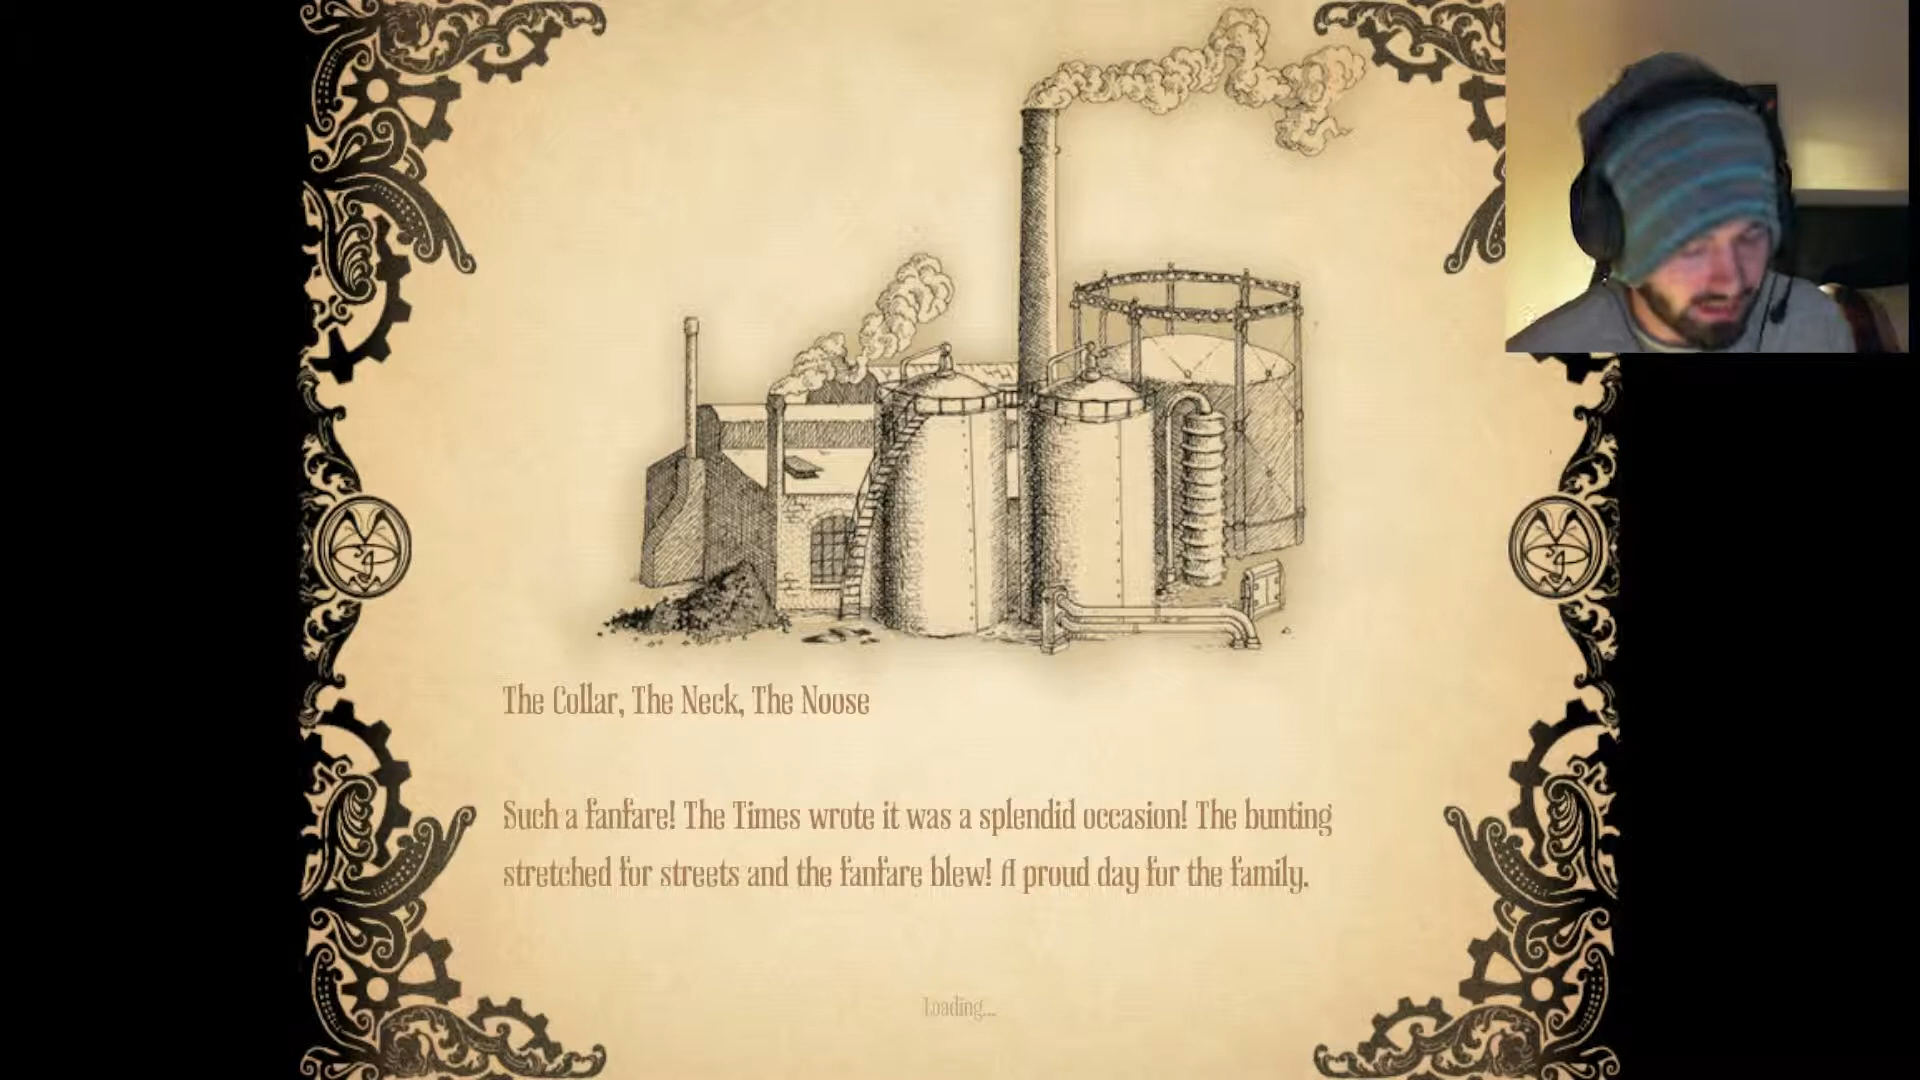 The Collar, The Neck, The Noose
Such a fanfare! The Times wrote it was a splendid occasion! The bunting
stretched for streets and the fanfare blew! A proud day for the family.
Loading...